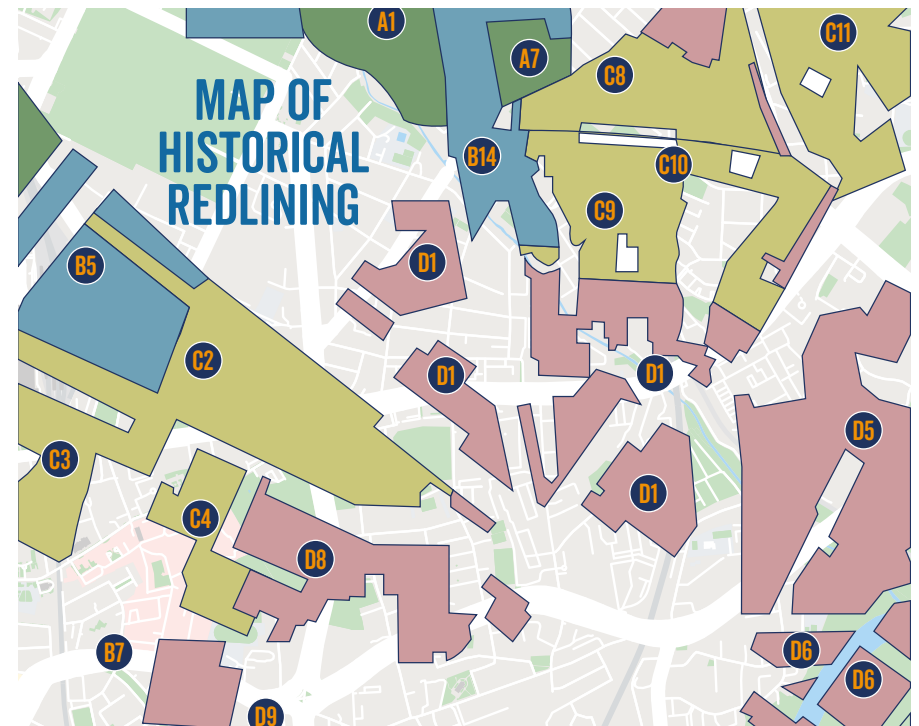 A1
C11
A7
C8
MAP OF
HISTORICAL
REDLINING
B14
C10
C9
B5
D1
C2
D1
D1
D5
C3
D1
C4
D8
B7
D6
D6
D9